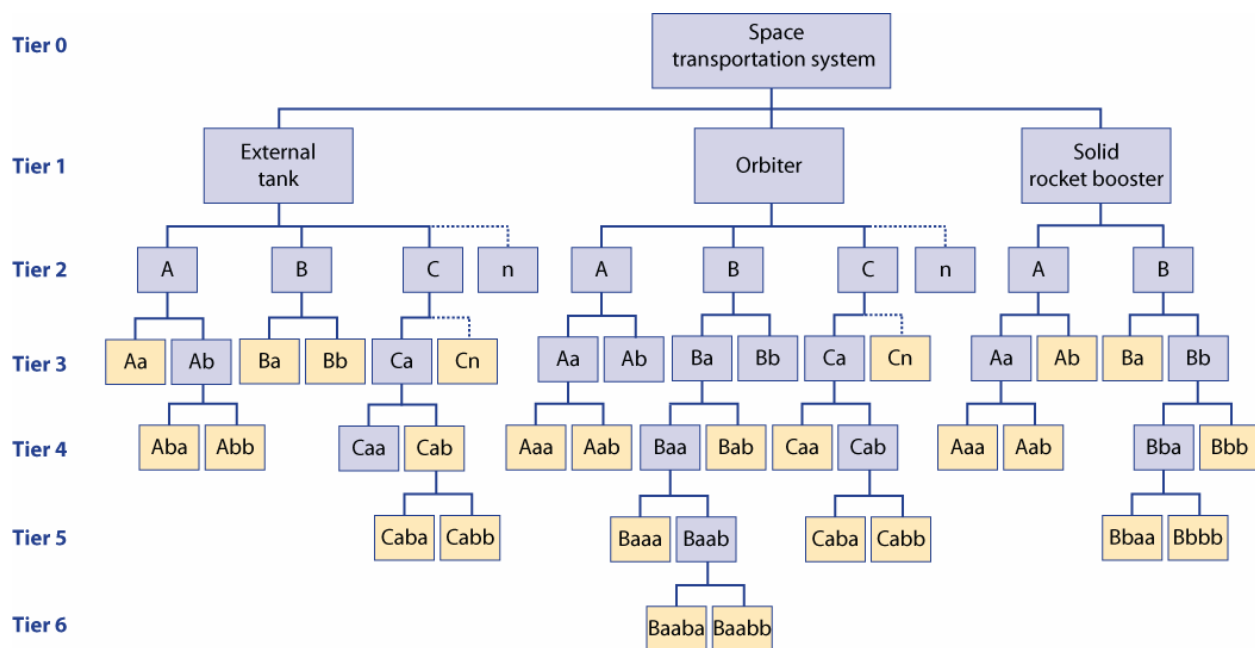 Tier 0
Space
transportation system
Tier 1
External
tank
Orbiter
Solid
rocket booster
Tier 2
A
B
C
n
A
B
C
n
A
B
Tier 3
Aa
Ab
Ba
Bb
Ca
Cn
Aa
Ab
Ba
Bb
Ca
Cn
Aa
Ab
Ba
Bb
Tier 4
Aba
Abb
Caa
Cab
Aaa
Aab
Baa
Bab
Caa
Cab
Aaa
Aab
Bba
Bbb
Tier 5
Caba
Cabb
Baaa
Baab
Caba
Cabb
Bbaa
Bbbb
Tier 6
Baaba
Baabb